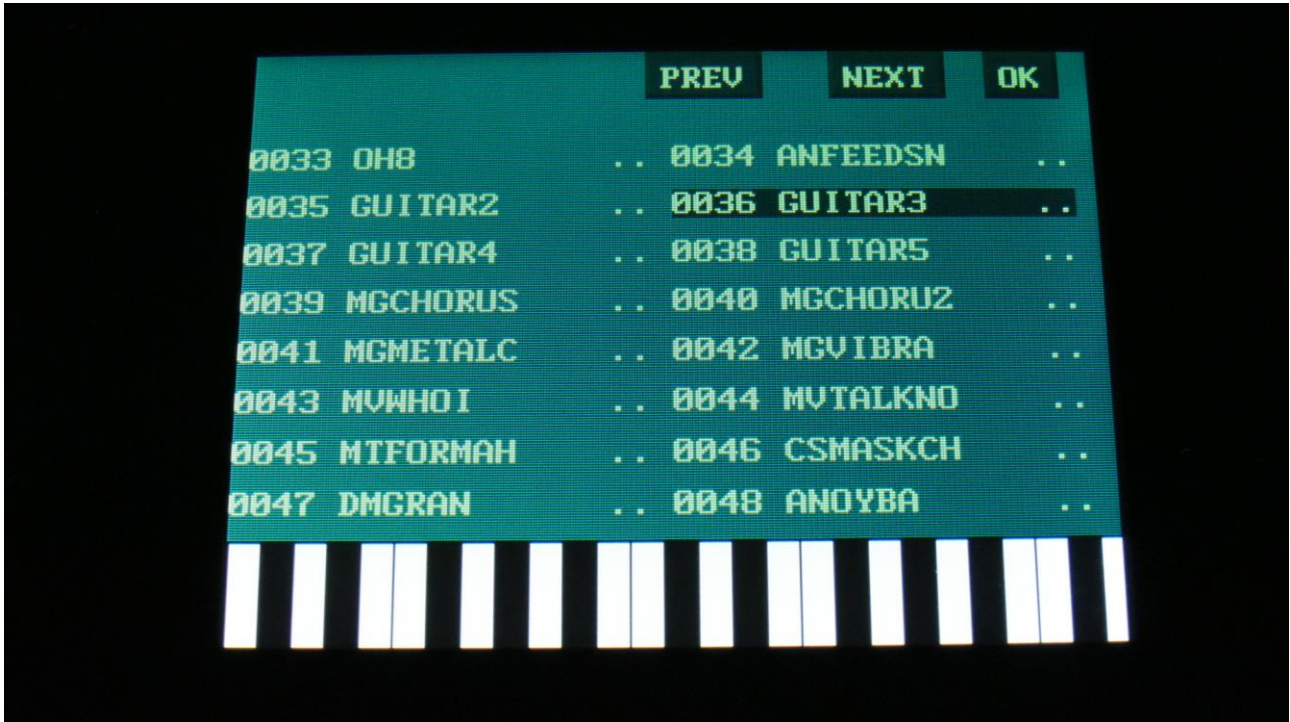 PREV NEXT OK
0033 OH8 .. 0034 ANFEEDSN ..
0035 GUITAR2 .. 0036 GUITAR3 ..
0037 GUITAR4 .. 0038 GUITAR5 ..
0039 MGCHORUS .. 0040 MGCHORU2 ..
0041 MGMETALC .. 0042 MGVIBRA ..
0043 MVWHOI .. 0044 MVTALKNO ..
0045 MTFORMAH .. 0046 CSMASKCH ..
0047 DMGRAN .. 0048 ANOYBA ..